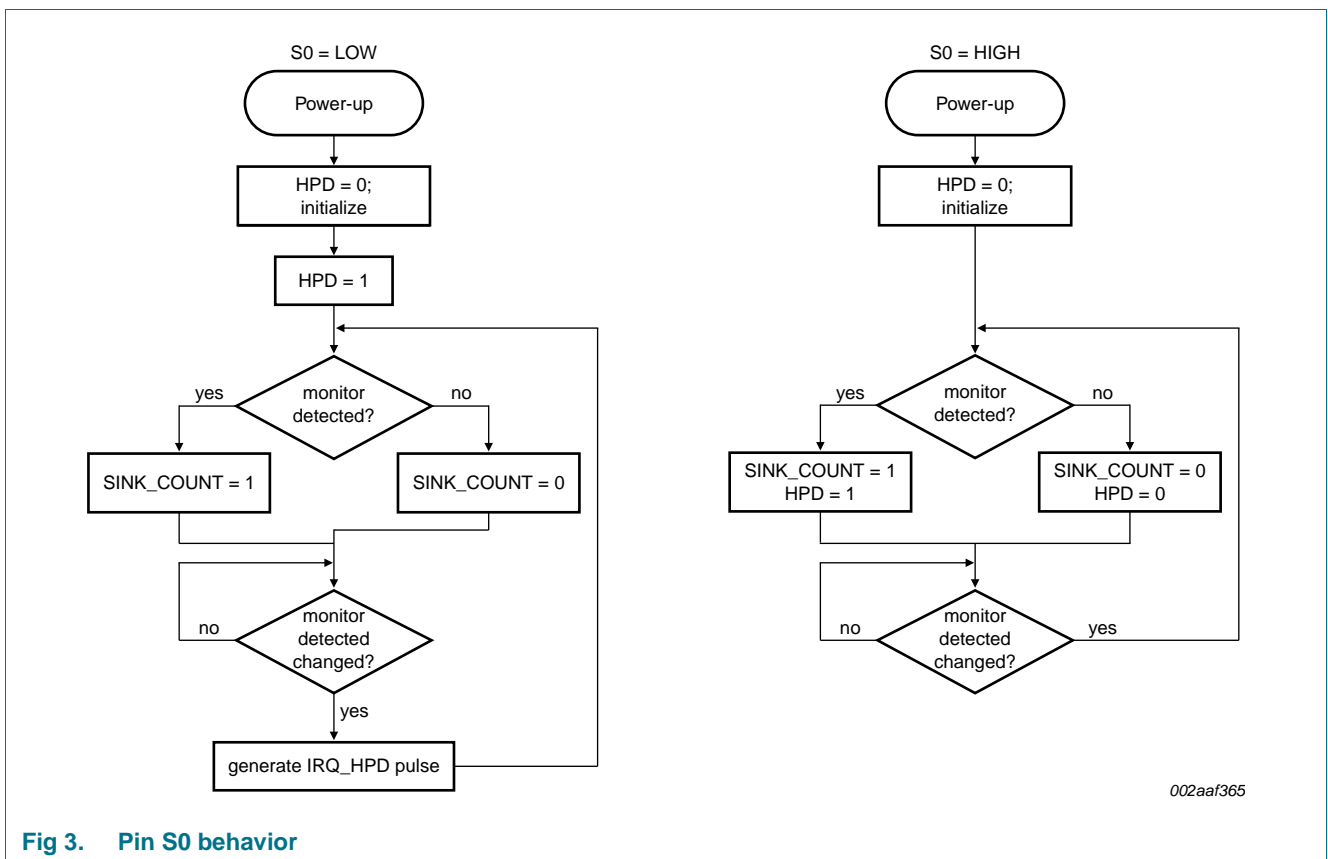 S0 = LOW
Power-up
HPD = 0;
initialize
HPD = 1
monitor
detected?
yes
no
SINK_COUNT = 1
SINK_COUNT = 0
monitor
detected
changed?
no
yes
generate IRQ_HPD pulse
S0 = HIGH
Power-up
HPD = 0;
initialize
monitor
detected?
yes
no
SINK_COUNT = 1
HPD = 1
SINK_COUNT = 0
HPD = 0
monitor
detected
changed?
no
yes
002aaf365
Fig 3. Pin S0 behavior